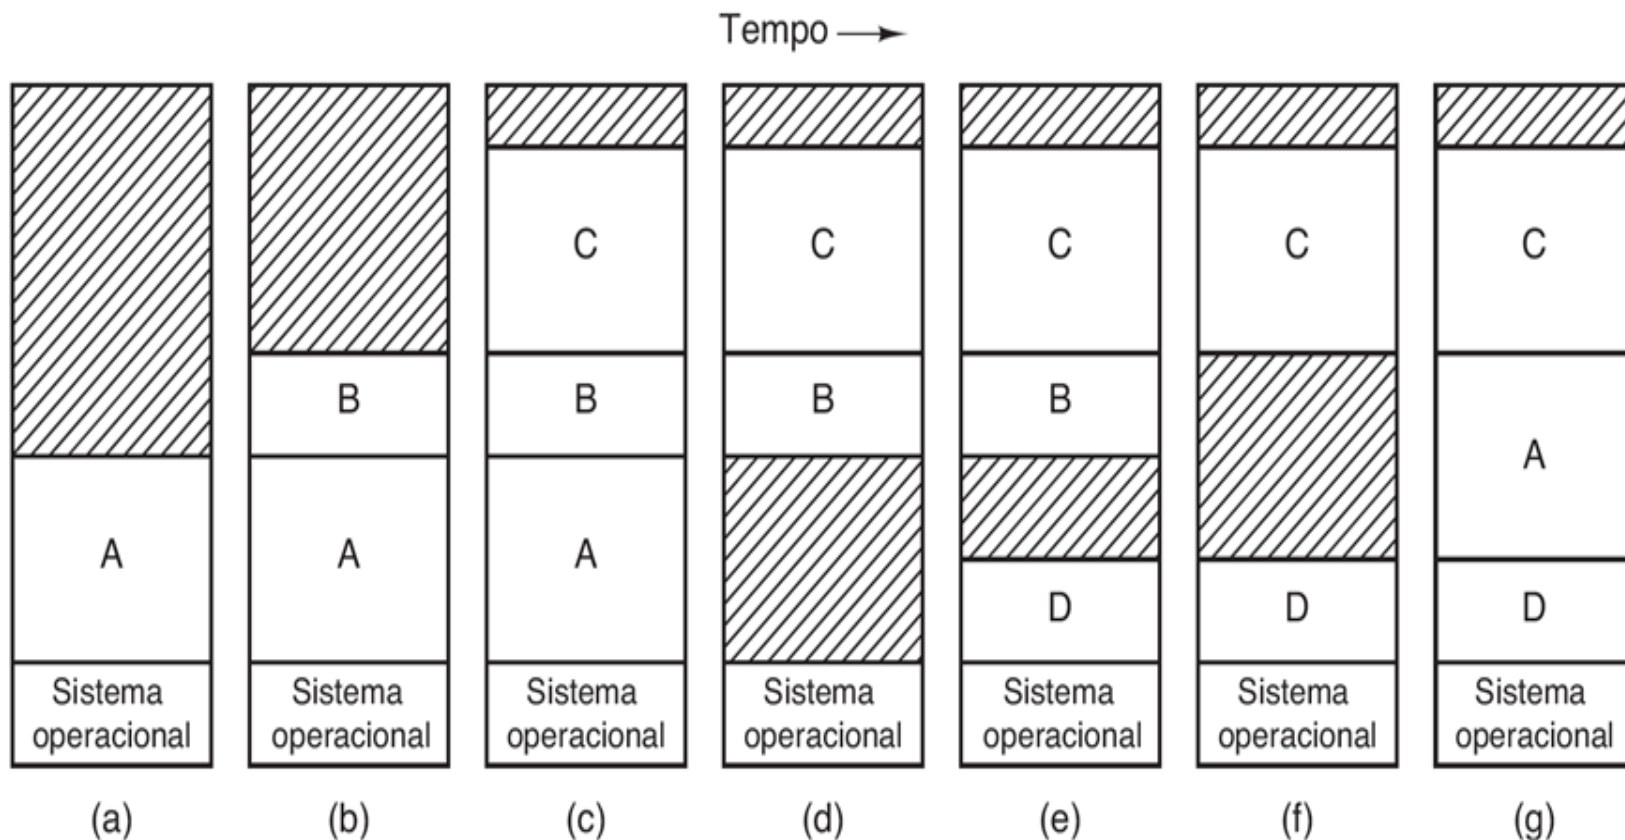 Tempo
C
C
C
C
C
B
B
B
B
A
A
A
A
D
D
D
Sistema
operacional
Sistema
operacional
Sistema
operacional
Sistema
operacional
Sistema
operacional
Sistema
operacional
Sistema
operacional
(a)
(b)
(c)
(d)
(e)
(f)
(g)